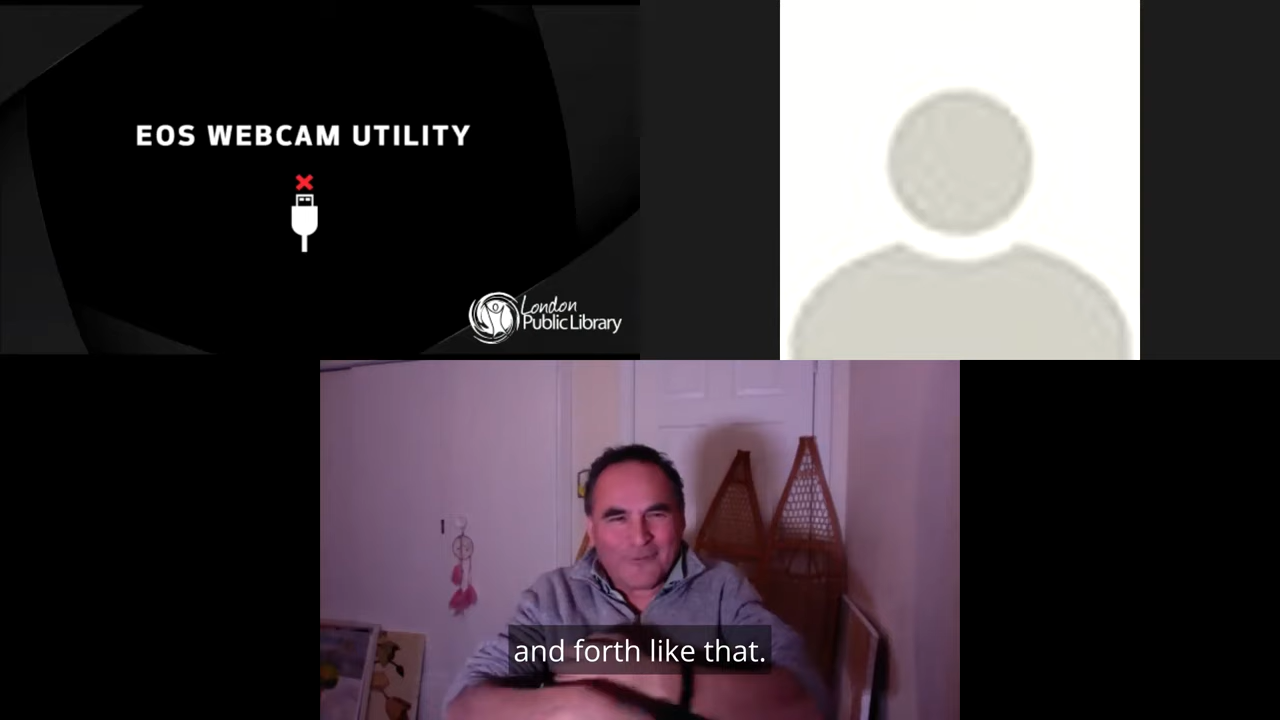 EOS WEBCAM UTILITY
London
Public Library
and forth like that.